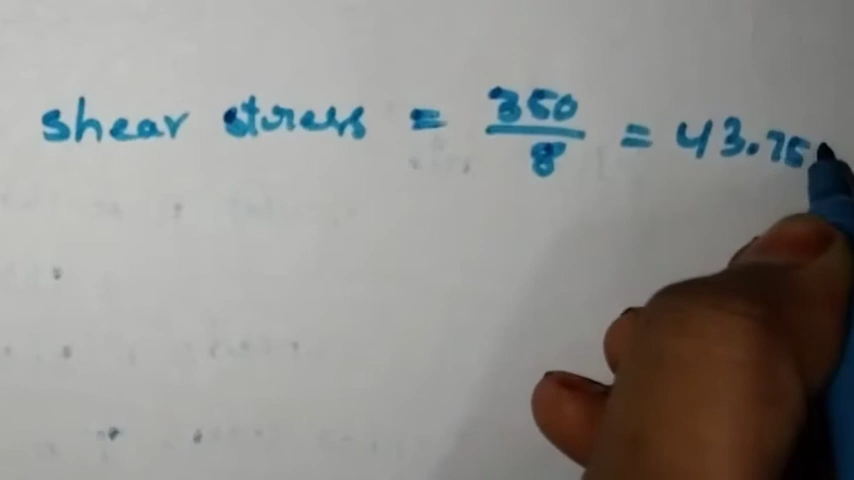 shear stress = 350/8 = 43.75